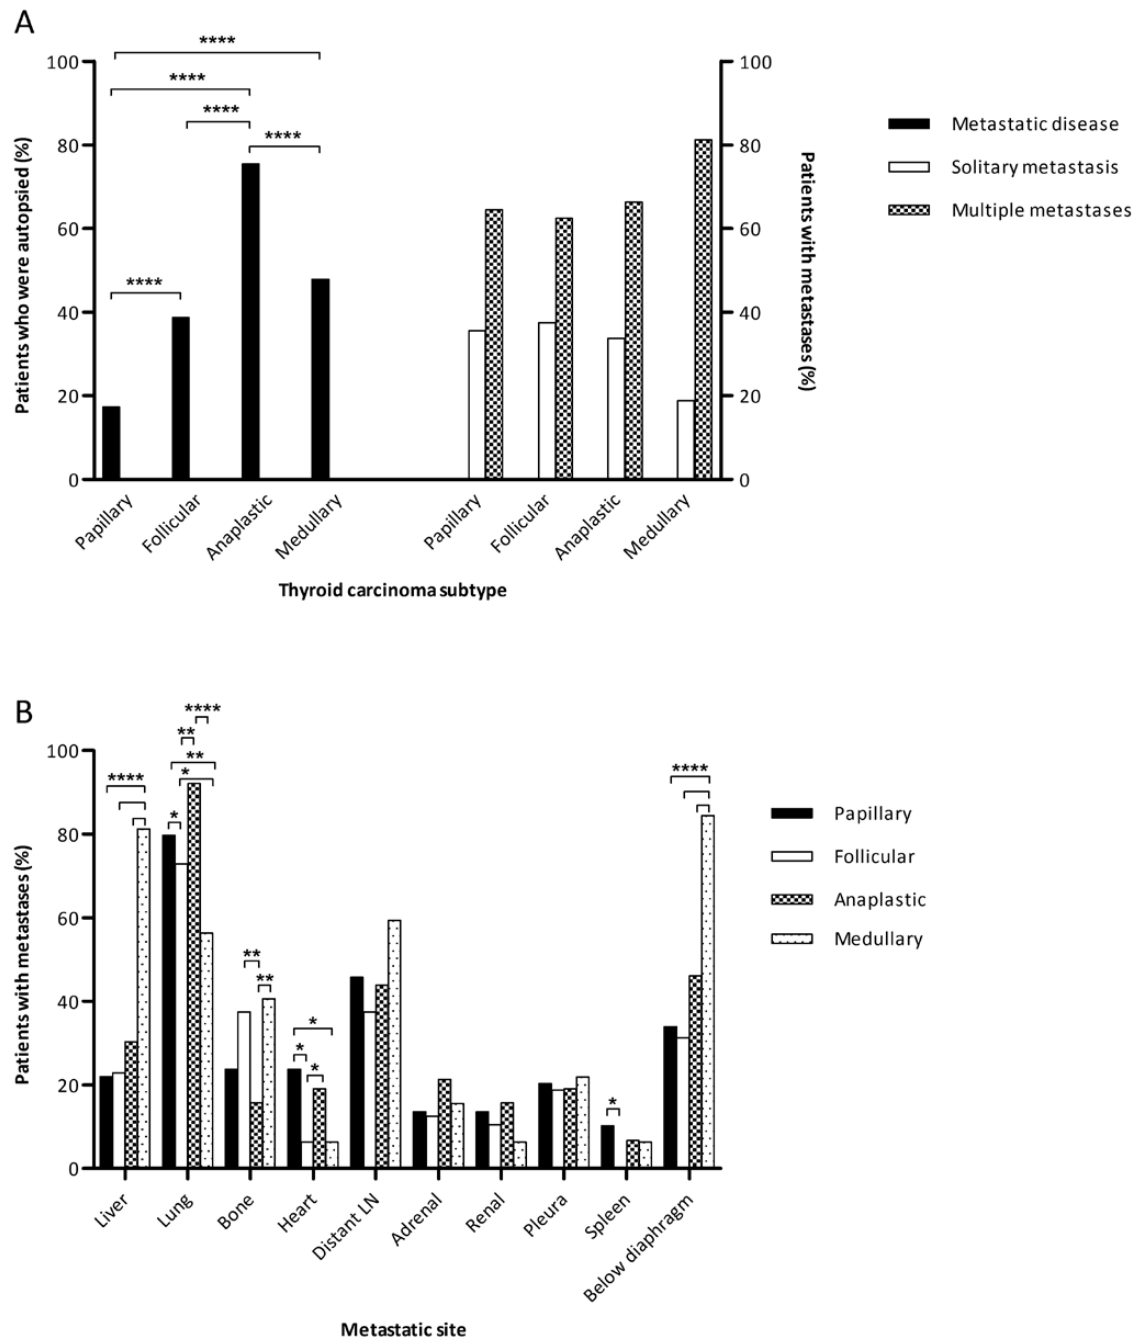 A
****
****
****
****
****
100
80
60
40
20
0
Patients who were autopsied (%)
100
80
60
40
20
0
Patients with metastases (%)
Papillary
Follicular
Anaplastic
Medullary
Papillary
Follicular
Anaplastic
Medullary
Thyroid carcinoma subtype
Metastatic disease
Solitary metastasis
Multiple metastases
B
****
**
**
*
*
****
**
**
*
*
*
*
****
100
80
60
40
20
0
Patients with metastases (%)
Liver
Lung
Bone
Heart
Distant LN
Adrenal
Renal
Pleura
Spleen
Below diaphragm
Metastatic site
Papillary
Follicular
Anaplastic
Medullary